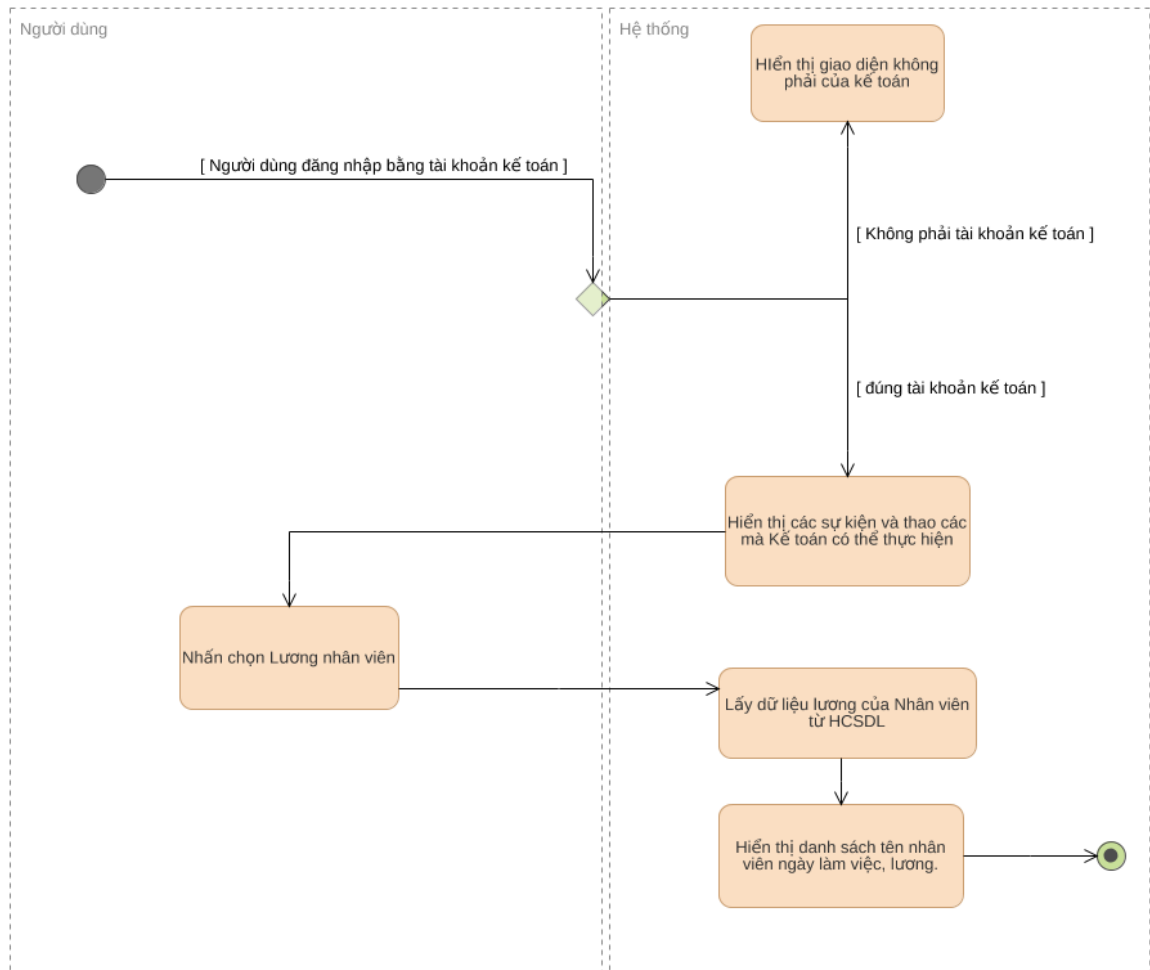 Người dùng
Hệ thống
HIển thị giao diện không
phải của kế toán
[ Người dùng đăng nhập bằng tài khoản kế toán ]
[ Không phải tài khoản kế toán ]
[ đúng tài khoản kế toán ]
Hiển thị các sự kiện và thao các
mà Kế toán có thể thực hiện
Nhấn chọn Lương nhân viên
Lấy dữ liệu lương của Nhân viên
từ HCSDL
Hiển thị danh sách tên nhân
viên ngày làm việc, lương.